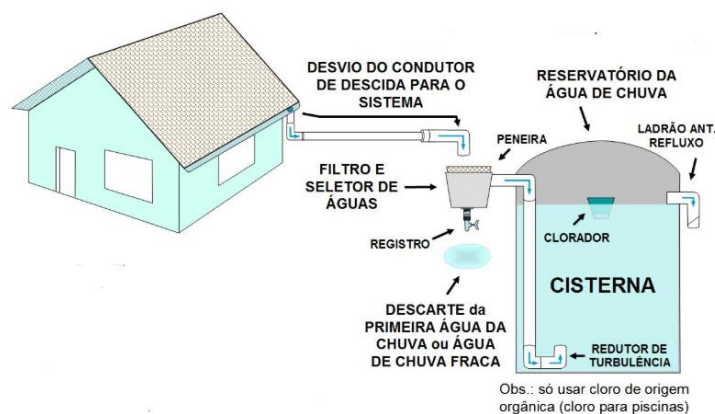 DESVIO DO CONDUTOR
DE DESCIDA PARA O
SISTEMA
RESERVATÓRIO DA
ÁGUA DE CHUVA
LADRÃO ANT.
REFLUXO
PENEIRA
FILTRO E
SELETOR DE
ÁGUAS
REGISTRO
CLORADOR
CISTERNA
DESCARTE da
PRIMEIRA ÁGUA DA
CHUVA ou ÁGUA
DE CHUVA FRACA
REDUTOR DE
TURBULÊNCIA
Obs.: só usar cloro de origem
orgânica (cloro para piscinas)